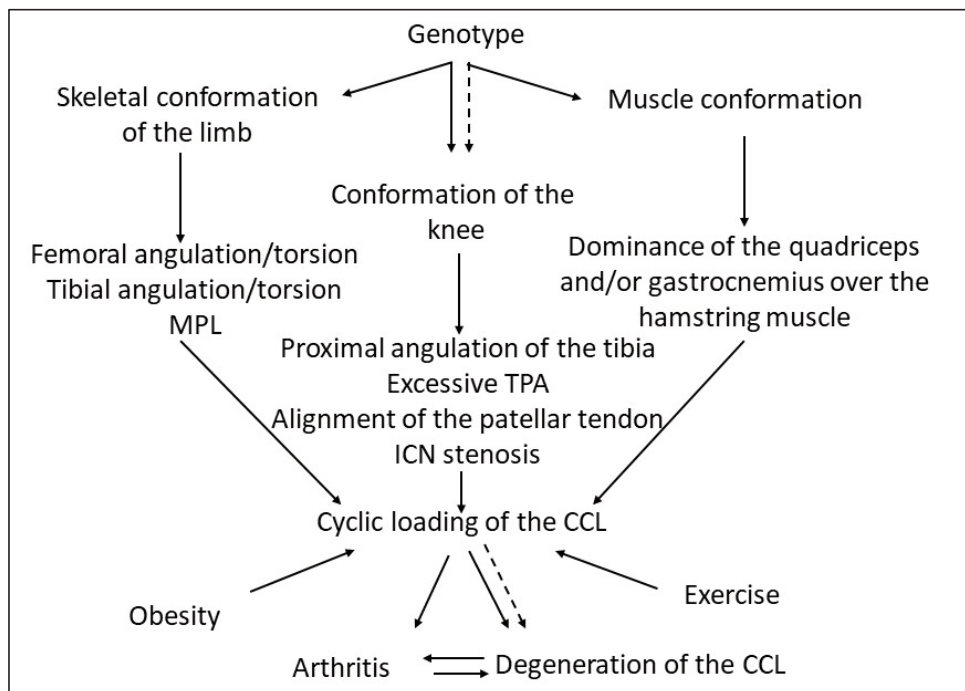 Genotype
Skeletal conformation
of the limb
Muscle conformation
Conformation of the
knee
Femoral angulation/torsion
Tibial angulation/torsion
MPL
Dominance of the quadriceps
and/or gastrocnemius over the
hamstring muscle
Proximal angulation of the tibia
Excessive TPA
Alignment of the patellar tendon
ICN stenosis
Cyclic loading of the CCL
Obesity
Exercise
Arthritis
Degeneration of the CCL